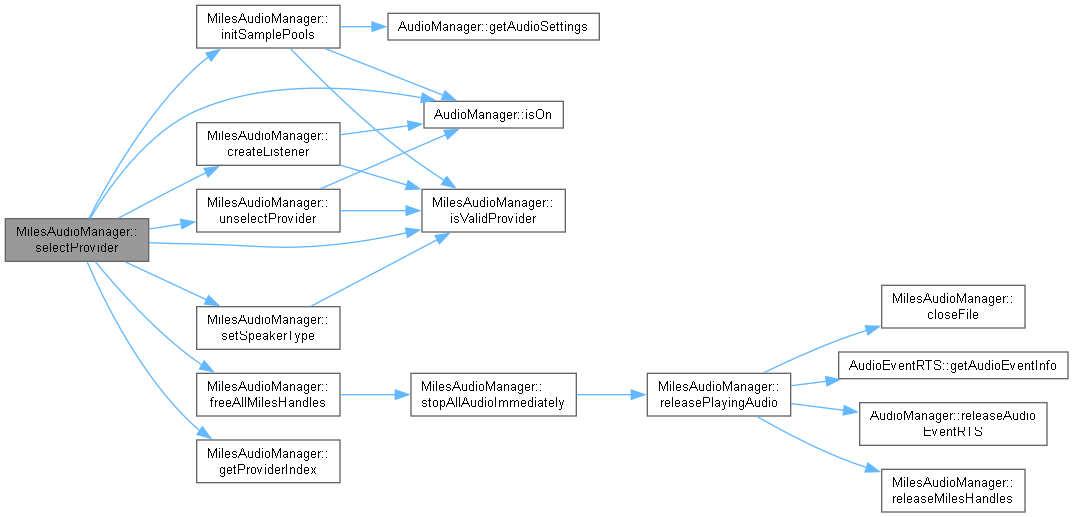 MilesAudioManager::
initSamplePools
AudioManager::getAudioSettings
AudioManager::isOn
MilesAudioManager::
createListener
MilesAudioManager::
unselectProvider
MilesAudioManager::
isValidProvider
MilesAudioManager::
selectProvider
MilesAudioManager::
setSpeakerType
MilesAudioManager::
closeFile
AudioEventRTS::getAudioEventInfo
MilesAudioManager::
freeAllMilesHandles
MilesAudioManager::
stopAllAudioImmediately
MilesAudioManager::
releasePlayingAudio
AudioManager::releaseAudio
EventRTS
MilesAudioManager::
getProviderIndex
MilesAudioManager::
releaseMilesHandles